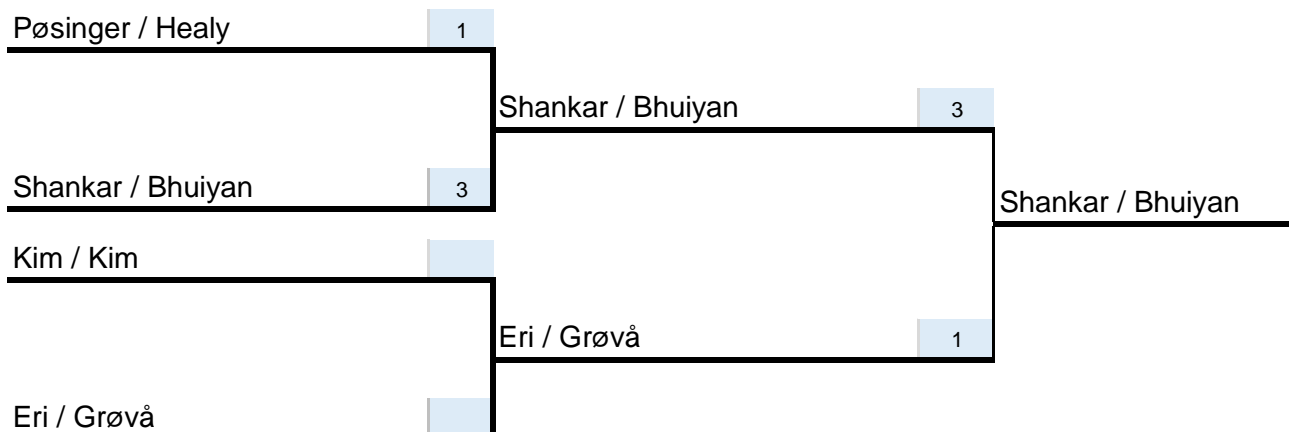 Pøsinger / Healy 1
Shankar / Bhuiyan 3
Shankar / Bhuiyan 3
Shankar / Bhuiyan
Kim / Kim
Eri / Grøvå 1
Eri / Grøvå